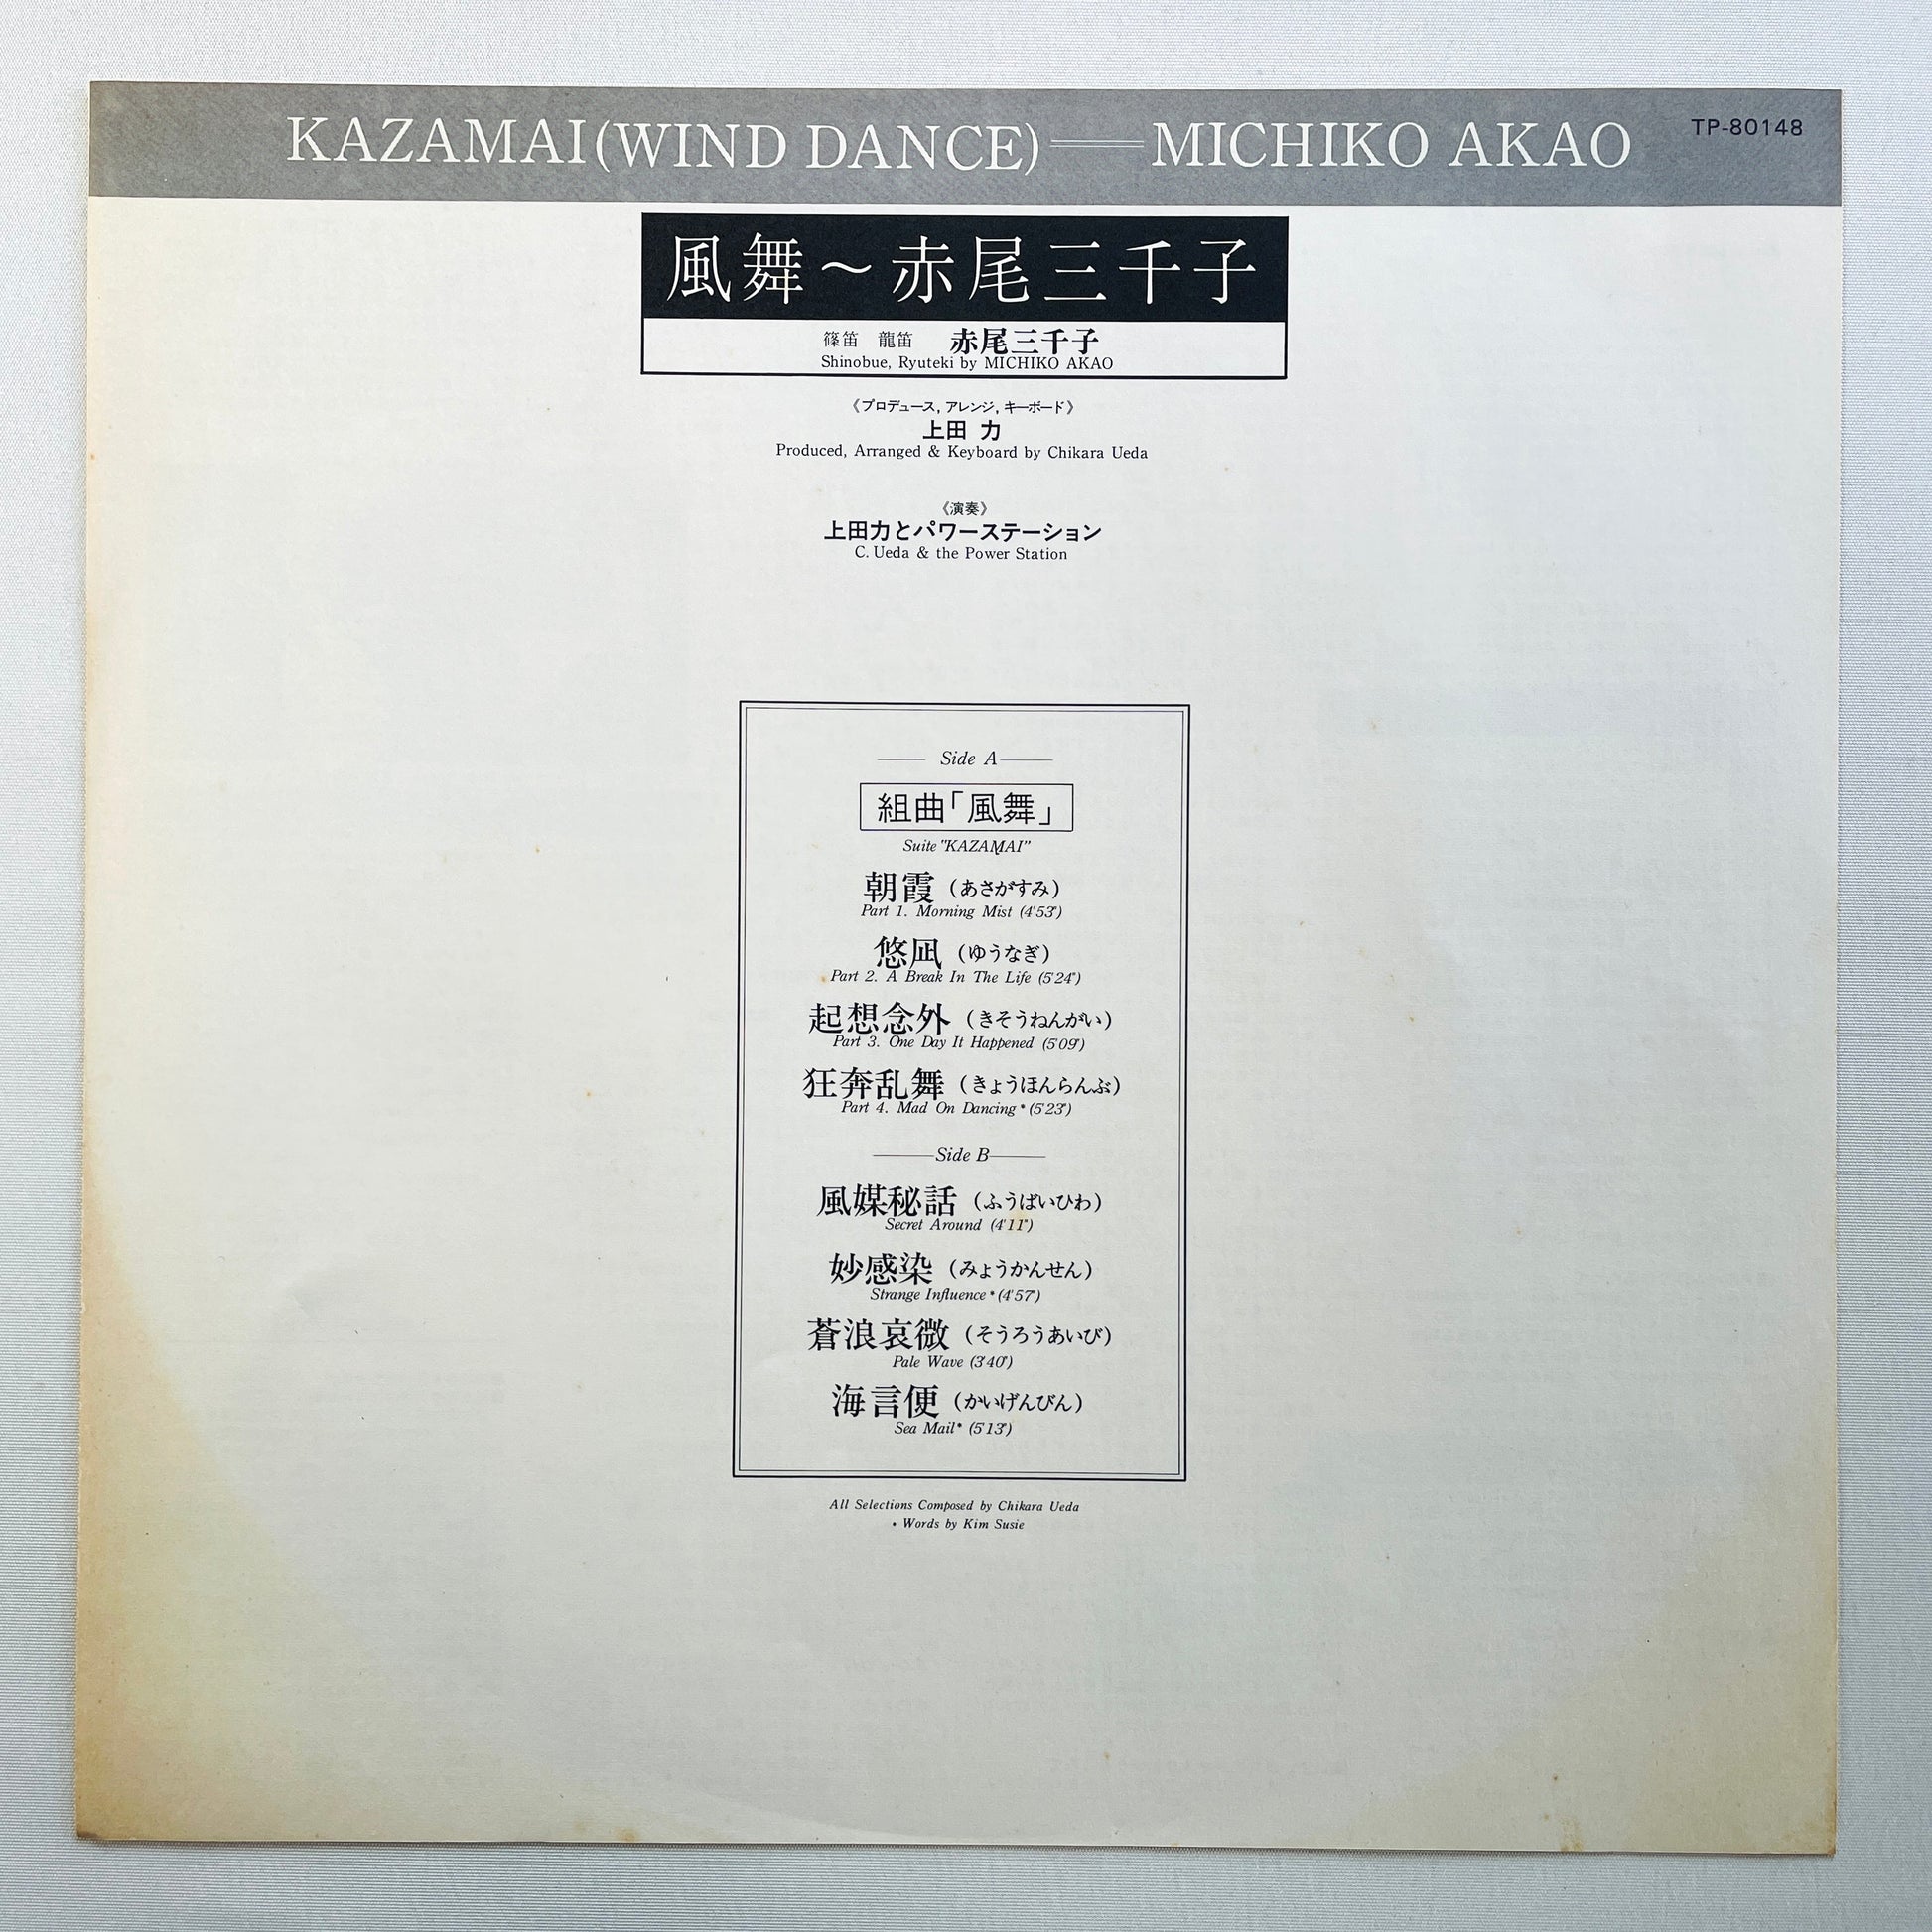 KAZAMAI(WIND DANCE)══MICHIKO AKAO
TP-80148
風舞～赤尾三千子
篠笛 龍笛 赤尾三千子
Shinobue, Ryuteki by MICHIKO AKAO
《プロデュース, アレンジ, キーボード》
上田 力
Produced, Arranged & Keyboard by Chikara Ueda
《演奏》
上田力とパワーステーション
C. Ueda & the Power Station
Side A
組曲「風舞」
Suite "KAZAMAI"
朝霞 (あさがすみ)
Part 1. Morning Mist (4'53")
悠凪 (ゆうなぎ)
Part 2. A Break In The Life (5'24")
起想念外 (きそうねんがい)
Part 3. One Day It Happened (5'09")
狂奔乱舞 (きょうほんらんぶ)
Part 4. Mad On Dancing * (5'23")
Side B
風媒秘話 (ふうばいひわ)
Secret Around (4'11")
妙感染 (みょうかんせん)
Strange Influence * (4'57")
蒼浪哀微 (そうろうあいび)
Pale Wave (3'40")
海言便 (かいげんびん)
Sea Mail* (5'13")
All Selections Composed by Chikara Ueda
* Words by Kim Susie